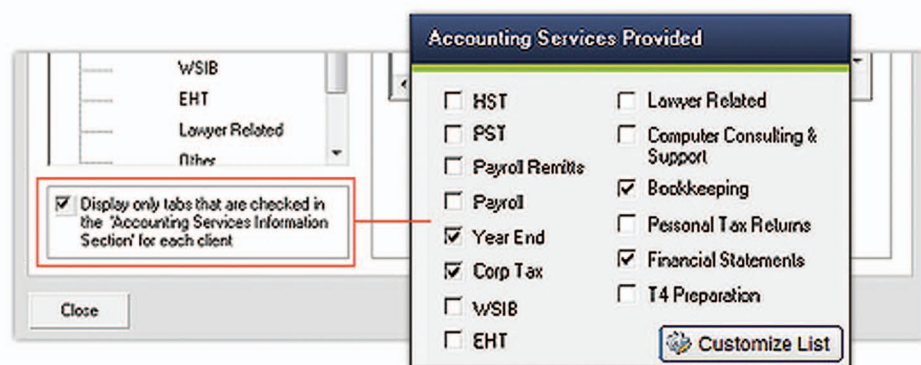 Accounting Services Provided
WSIB
EHT
Lawyer Related
Other
Display only tabs that are checked in
the "Accounting Services Information
Section' for each client
Close
HST
PST
Payroll Remitts
Payroll
Year End
Corp Tax
WSIB
EHT
Lawyer Related
Computer Consulting &
Support
Bookkeeping
Personal Tax Returns
Financial Statements
T4 Preparation
Customize List